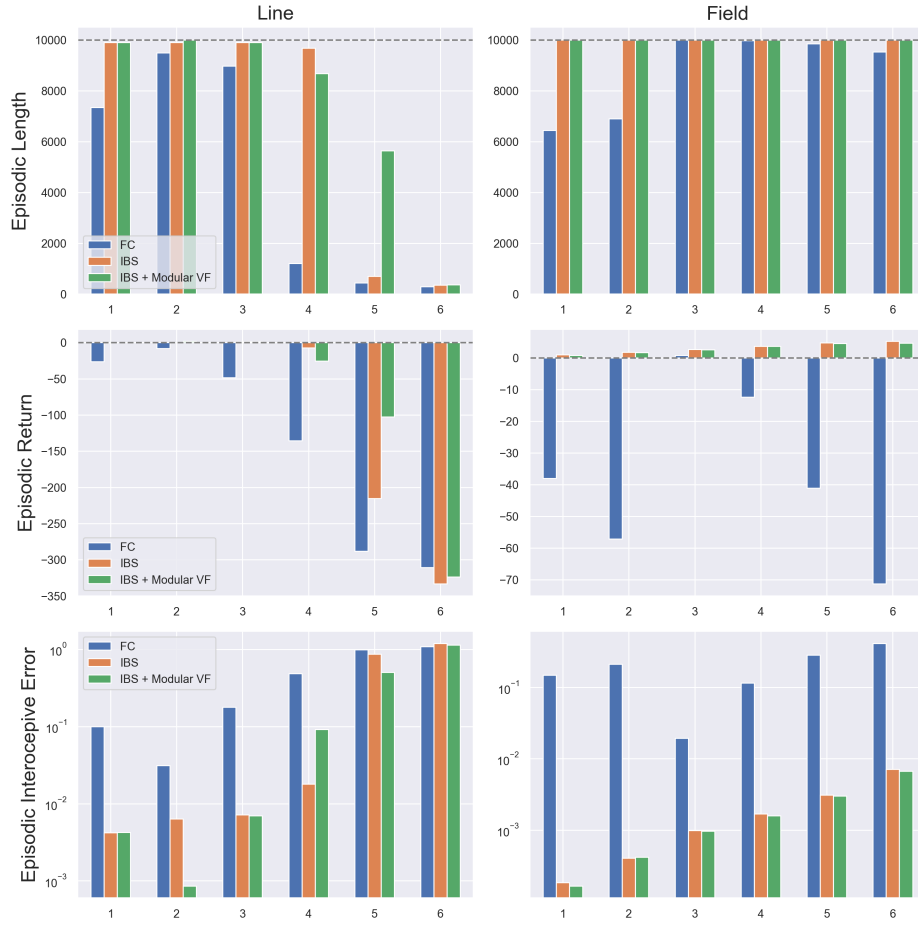 Line
Field
Episodic Length
10000
8000
6000
4000
2000
0
FC
IBS
IBS + Modular VF
1 2 3 4 5 6
10000
8000
6000
4000
2000
0
1 2 3 4 5 6
Episodic Return
0
−50
−100
−150
−200
−250
−300
−350
FC
IBS
IBS + Modular VF
1 2 3 4 5 6
0
−10
−20
−30
−40
−50
−60
−70
1 2 3 4 5 6
Episodic Interocepive Error
10⁰
10⁻¹
10⁻²
10⁻³
FC
IBS
IBS + Modular VF
1 2 3 4 5 6
10⁻¹
10⁻²
10⁻³
1 2 3 4 5 6